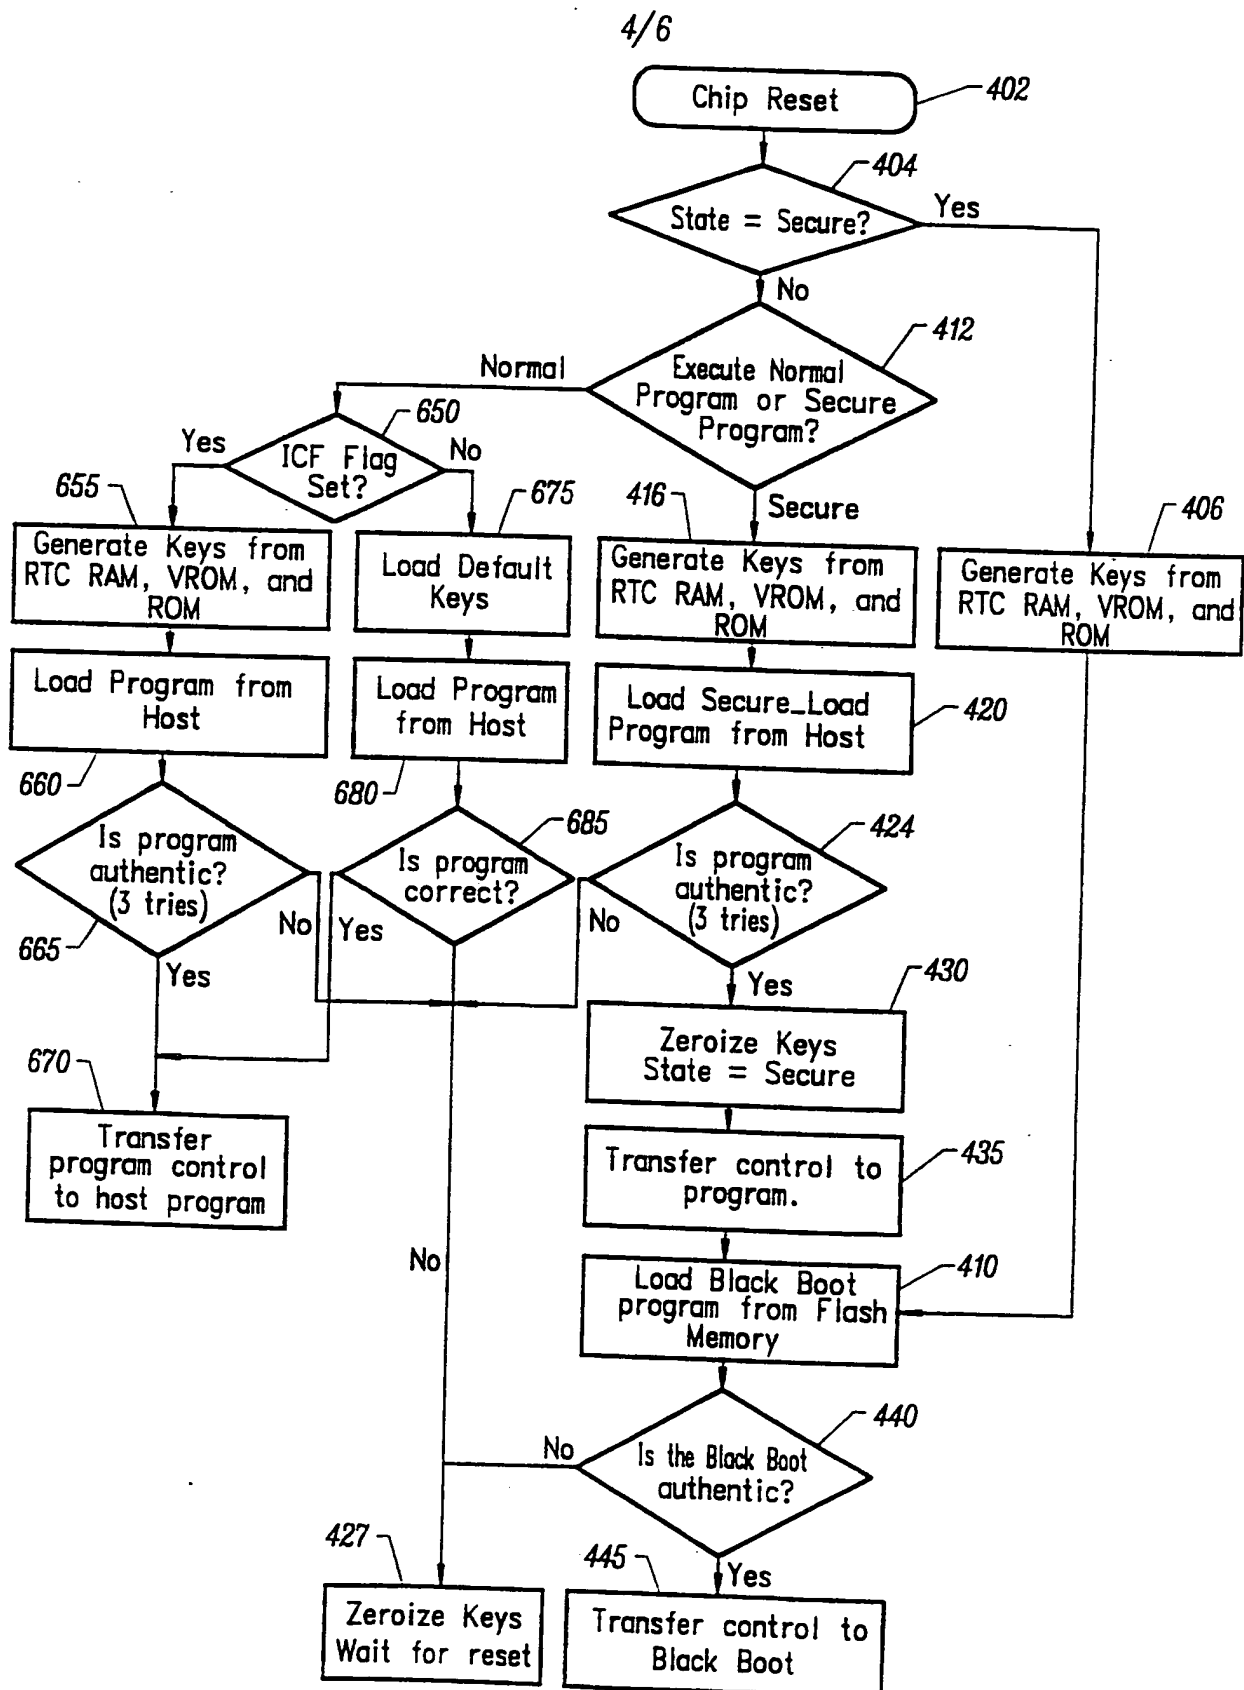 4/6
Chip Reset
402
404
State = Secure?
Yes
No
412
Execute Normal
Program or Secure
Program?
Normal
650
ICF Flag
Set?
Yes
No
Secure
655
675
416
406
Generate Keys from
RTC RAM, VROM, and
ROM
Load Default
Keys
Generate Keys from
RTC RAM, VROM, and
ROM
Generate Keys from
RTC RAM, VROM, and
ROM
Load Program from
Host
Load Program
from Host
Load Secure_Load
Program from Host
420
660
680
685
424
Is program
authentic?
(3 tries)
Is program
correct?
Is program
authentic?
(3 tries)
665
No
Yes
No
Yes
Yes
430
Zeroize Keys
State = Secure
670
Transfer
program control
to host program
Transfer control to
program.
435
No
Load Black Boot
program from Flash
Memory
410
440
No
Is the Black Boot
authentic?
427
445
Yes
Zeroize Keys
Wait for reset
Transfer control to
Black Boot